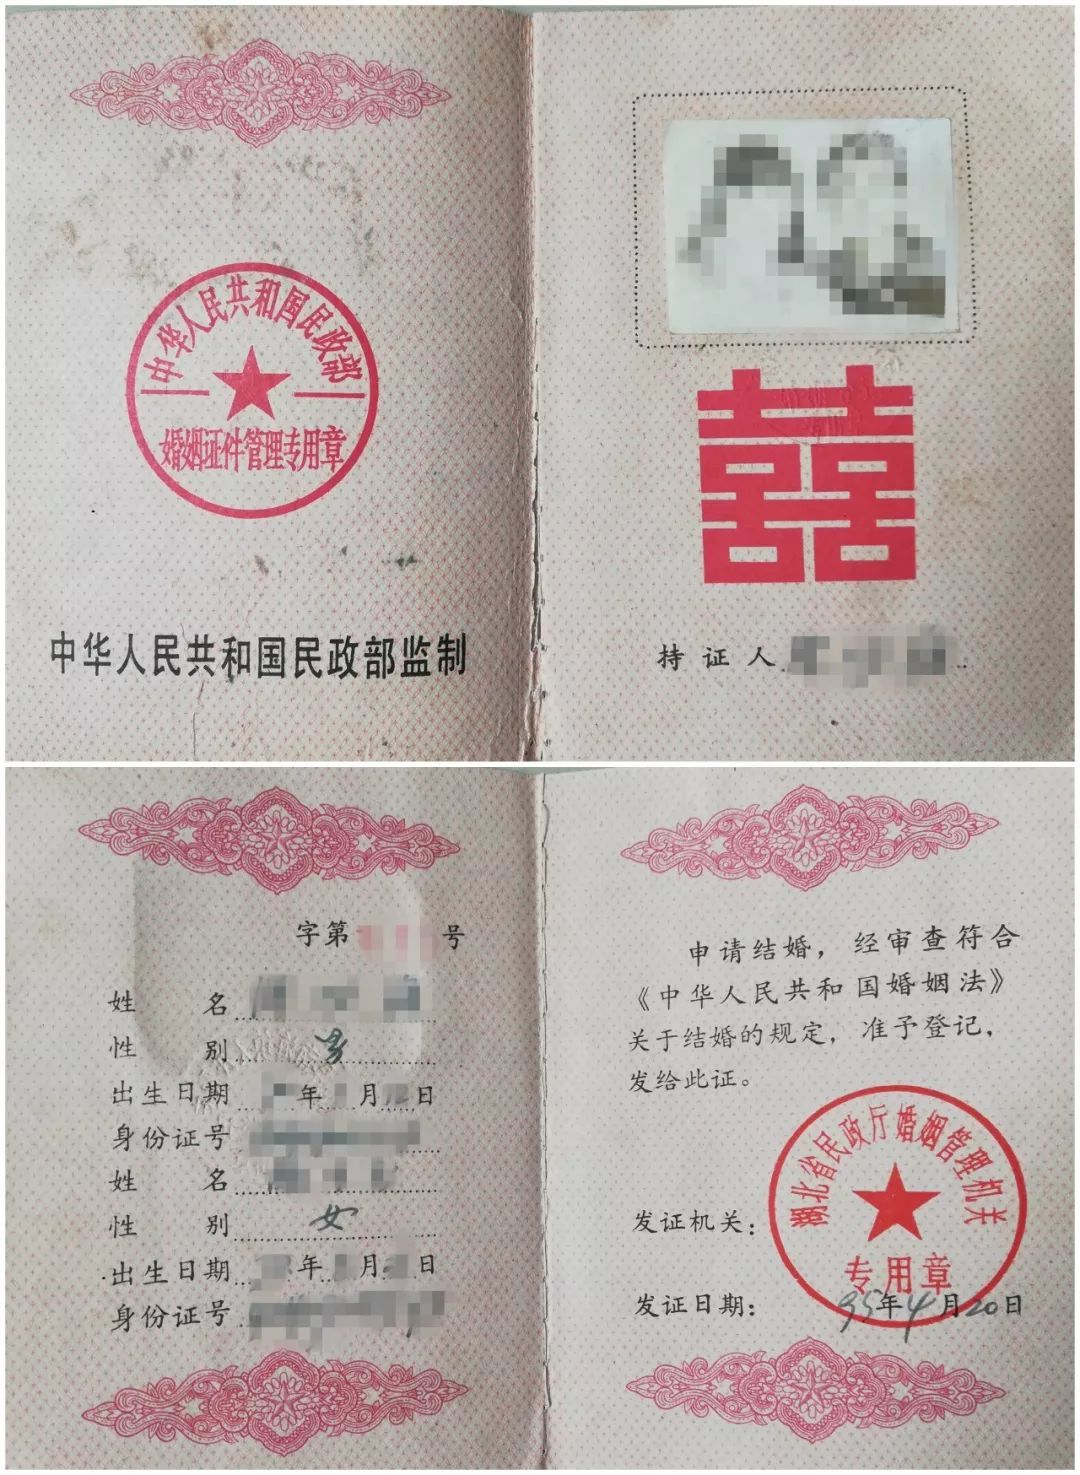 中华人民共和国民政部
婚姻证件管理专用章
中华人民共和国民政部监制
囍
持证人
字第 号
姓名
性别 男
出生日期 年 月 日
身份证号
姓名
性别 女
出生日期 年 月 日
身份证号
申请结婚，经审查符合
《中华人民共和国婚姻法》
关于结婚的规定，准予登记，
发给此证。
湖北省民政厅婚姻管理机关
专用章
发证机关：
发证日期： 95年4月20日